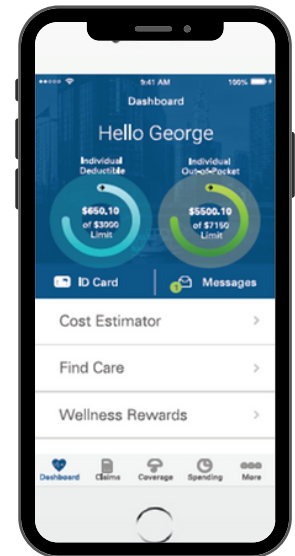 9:41 AM 100%
Dashboard
Hello George
Individual
Deductible
$650.10
of $3000
Limit
Individual
Out-of-Pocket
$5500.10
of $7150
Limit
ID Card
1
Messages
Cost Estimator
Find Care
Wellness Rewards
Dashboard Claims Coverage Spending More